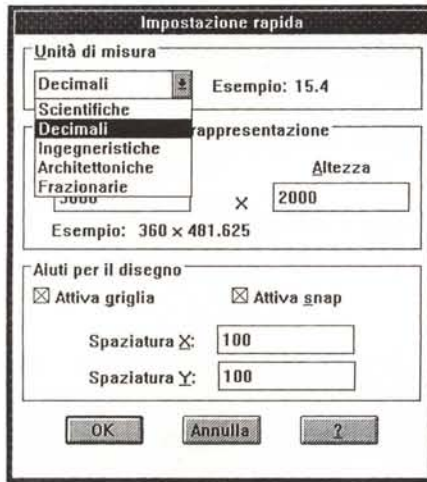 Impostazione rapida
Unità di misura
Decimali
Esempio: 15.4
Scientifiche
Decimali
rappresentazione
Ingegneristiche
Architettoniche
Altezza
Frazionarie
× 2000
Esempio: 360 × 481.625
Aiuti per il disegno
Attiva griglia
Attiva snap
Spaziatura X: 100
Spaziatura Y: 100
OK
Annulla
?